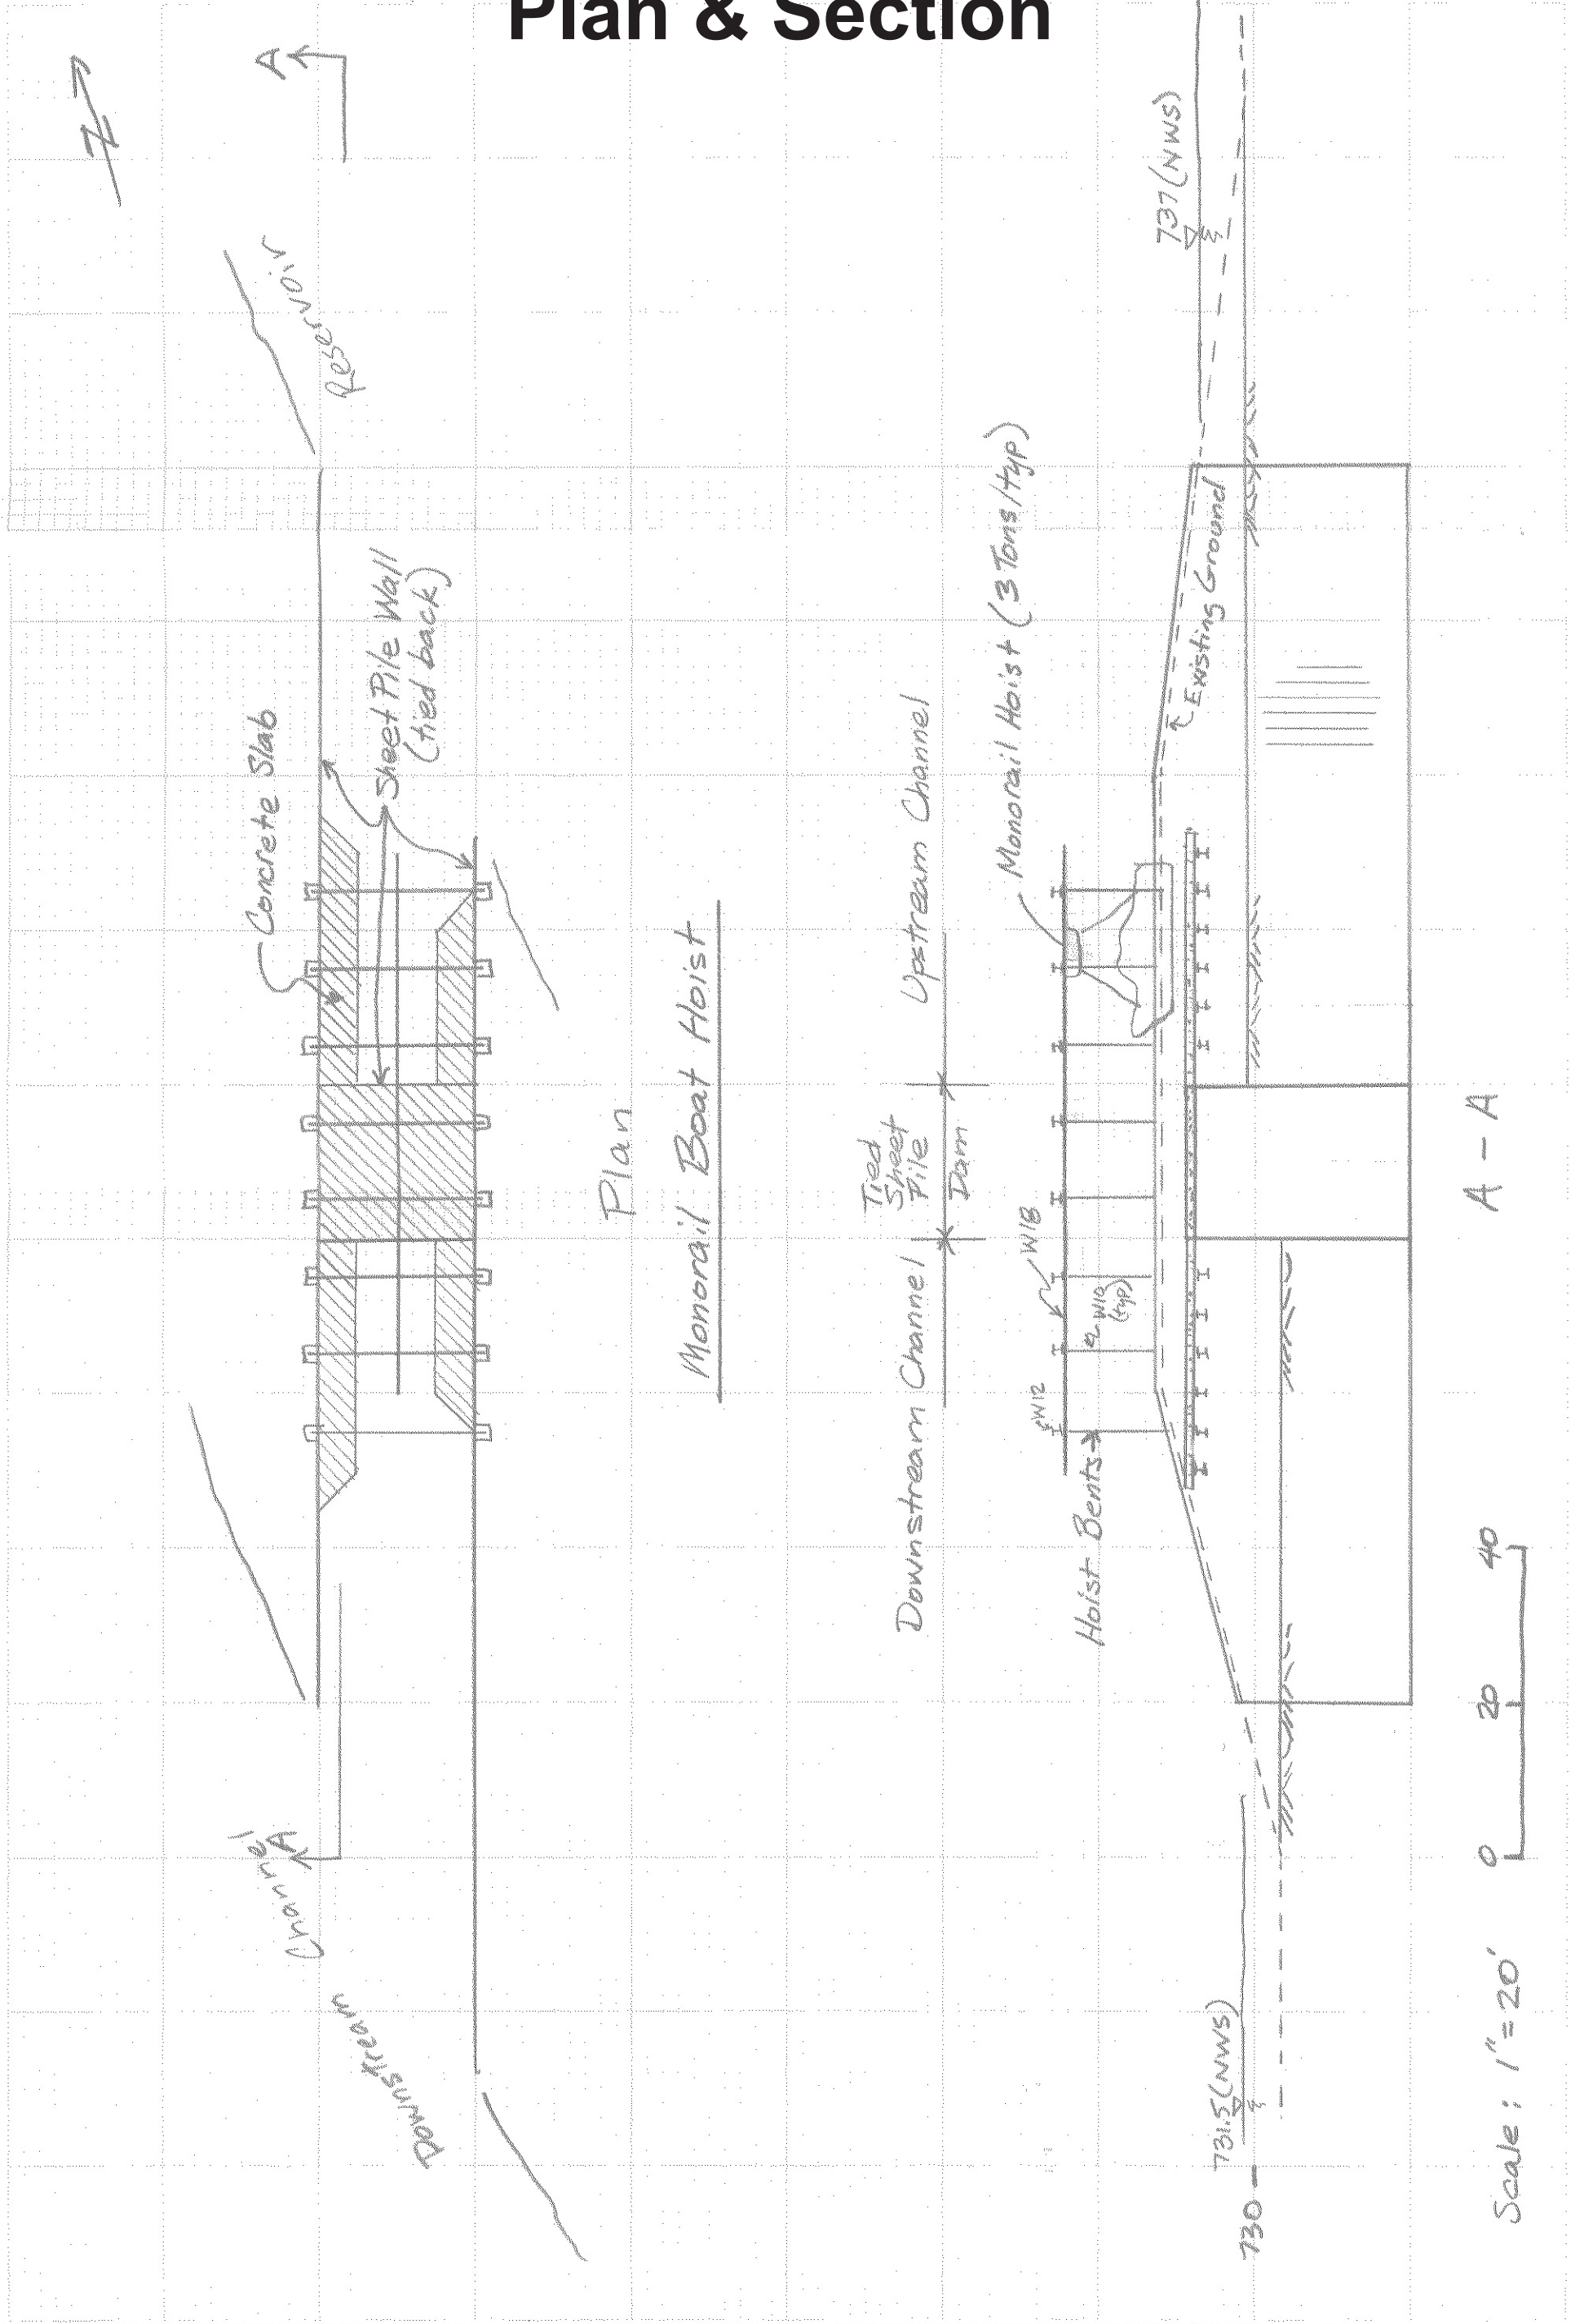 Plan & Section
N
A
A
Reservoir
Concrete Slab
Sheet Pile Wall
(tied back)
Downstream
Channel
Plan
Monorail Boat Hoist
Downstream Channel
Tied
Sheet
Pile
Dam
Upstream Channel
Monorail Hoist (3 Tons/typ)
W12
W18
W10
(typ)
Hoist Bents
Existing Ground
737 (NWS)
731.5 (NWS)
730
A - A
Scale: 1" = 20'
0 20 40